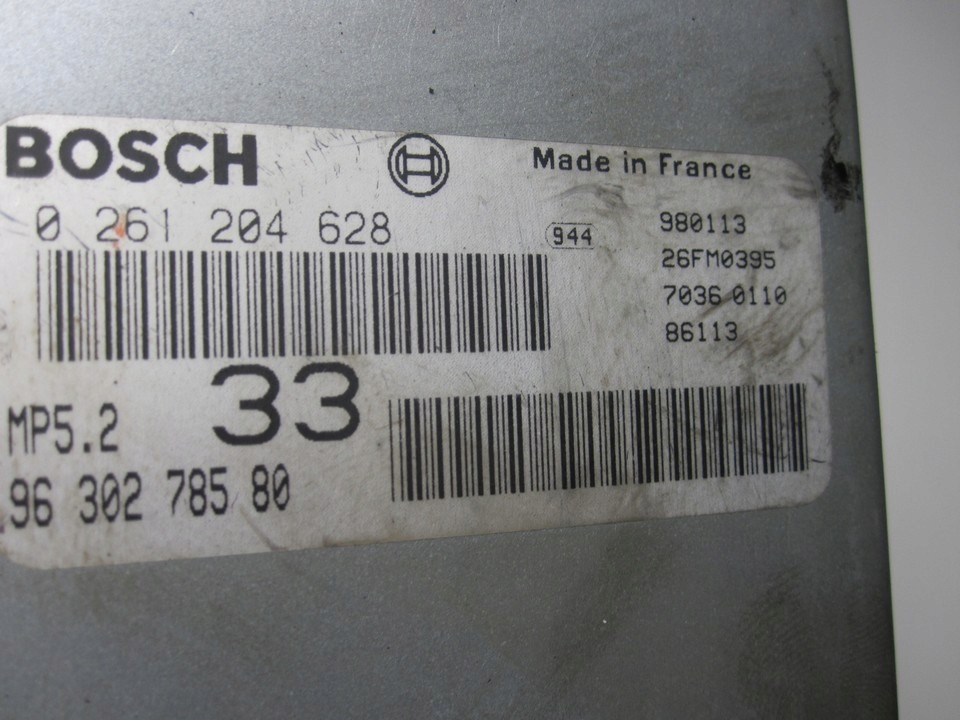 BOSCH
Made in France
0 261 204 628
944
980113
26FM0395
7036 0110
86113
33
MP5.2
96 302 785 80